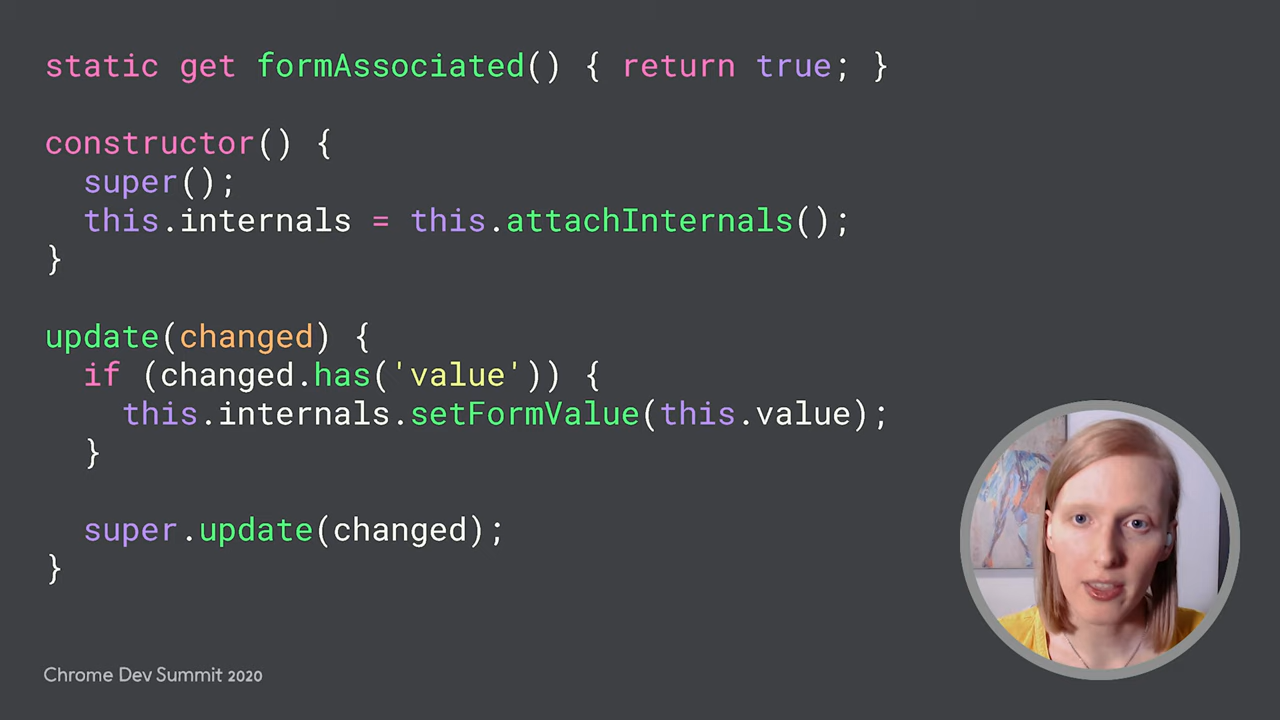 static get formAssociated() { return true; }
constructor() {
super();
this.internals = this.attachInternals();
}
update(changed) {
if (changed.has('value')) {
this.internals.setFormValue(this.value);
}
super.update(changed);
}
Chrome Dev Summit 2020